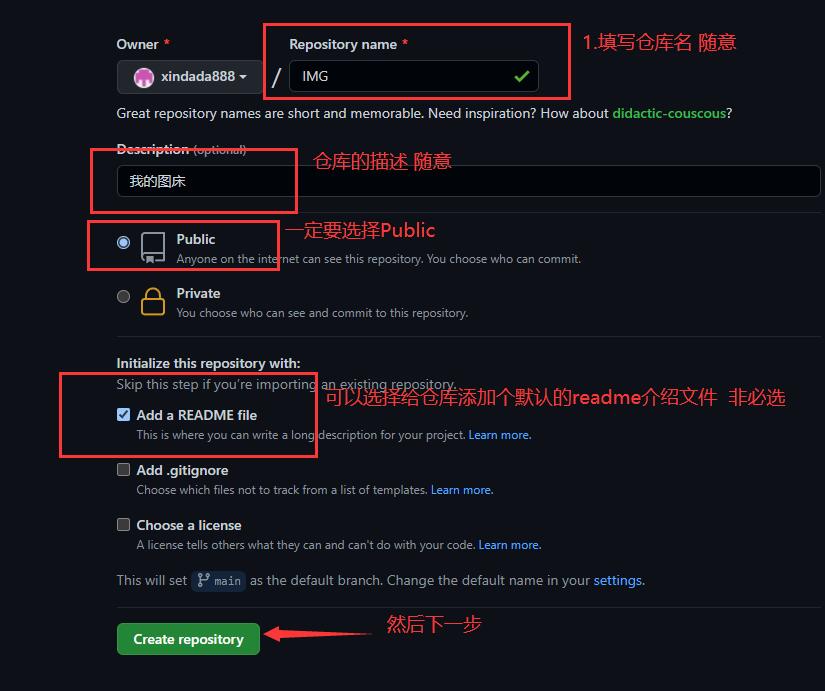 Owner *
Repository name *
1.填写仓库名 随意
xindada888
/
IMG
Great repository names are short and memorable. Need inspiration? How about didactic-couscous?
Description (optional)
仓库的描述 随意
我的图床
一定要选择Public
Public
Anyone on the internet can see this repository. You choose who can commit.
Private
You choose who can see and commit to this repository.
Initialize this repository with:
Skip this step if you're importing an existing repository.
可以选择给仓库添加个默认的readme介绍文件 非必选
Add a README file
This is where you can write a long description for your project. Learn more.
Add .gitignore
Choose which files not to track from a list of templates. Learn more.
Choose a license
A license tells others what they can and can't do with your code. Learn more.
This will set main as the default branch. Change the default name in your settings.
然后下一步
Create repository